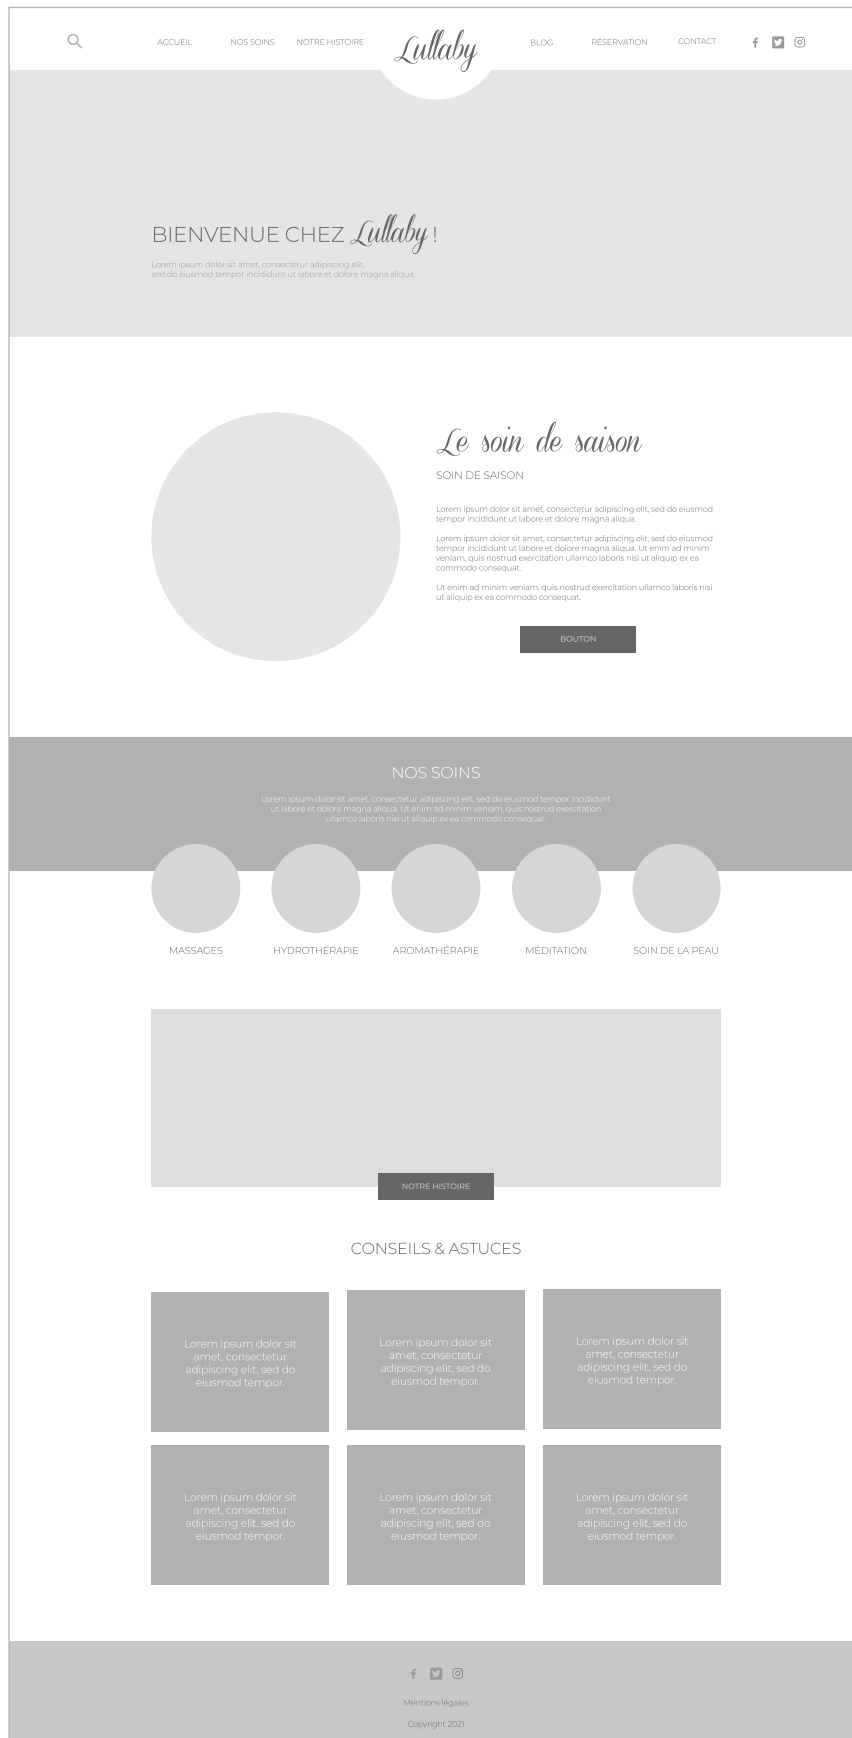 ACCUEIL NOS SOINS NOTRE HISTOIRE Lullaby BLOG RÉSERVATION CONTACT
BIENVENUE CHEZ Lullaby !
Lorem ipsum dolor sit amet, consectetur adipiscing elit,
sed do eiusmod tempor incididunt ut labore et dolore magna aliqua.
Le soin de saison
SOIN DE SAISON
Lorem ipsum dolor sit amet, consectetur adipiscing elit, sed do eiusmod
tempor incididunt ut labore et dolore magna aliqua.
Lorem ipsum dolor sit amet, consectetur adipiscing elit, sed do eiusmod
tempor incididunt ut labore et dolore magna aliqua. Ut enim ad minim
veniam, quis nostrud exercitation ullamco laboris nisi ut aliquip ex ea
commodo consequat.
Ut enim ad minim veniam, quis nostrud exercitation ullamco laboris nisi
ut aliquip ex ea commodo consequat.
BOUTON
NOS SOINS
Lorem ipsum dolor sit amet, consectetur adipiscing elit, sed do eiusmod tempor incididunt
ut labore et dolore magna aliqua. Ut enim ad minim veniam, quis nostrud exercitation
ullamco laboris nisi ut aliquip ex ea commodo consequat.
MASSAGES HYDROTHÉRAPIE AROMATHÉRAPIE MÉDITATION SOIN DE LA PEAU
NOTRE HISTOIRE
CONSEILS & ASTUCES
Lorem ipsum dolor sit
amet, consectetur
adipiscing elit, sed do
eiusmod tempor.
Lorem ipsum dolor sit
amet, consectetur
adipiscing elit, sed do
eiusmod tempor.
Lorem ipsum dolor sit
amet, consectetur
adipiscing elit, sed do
eiusmod tempor.
Lorem ipsum dolor sit
amet, consectetur
adipiscing elit, sed do
eiusmod tempor.
Lorem ipsum dolor sit
amet, consectetur
adipiscing elit, sed do
eiusmod tempor.
Lorem ipsum dolor sit
amet, consectetur
adipiscing elit, sed do
eiusmod tempor.
Mentions légales
Copyright 2021